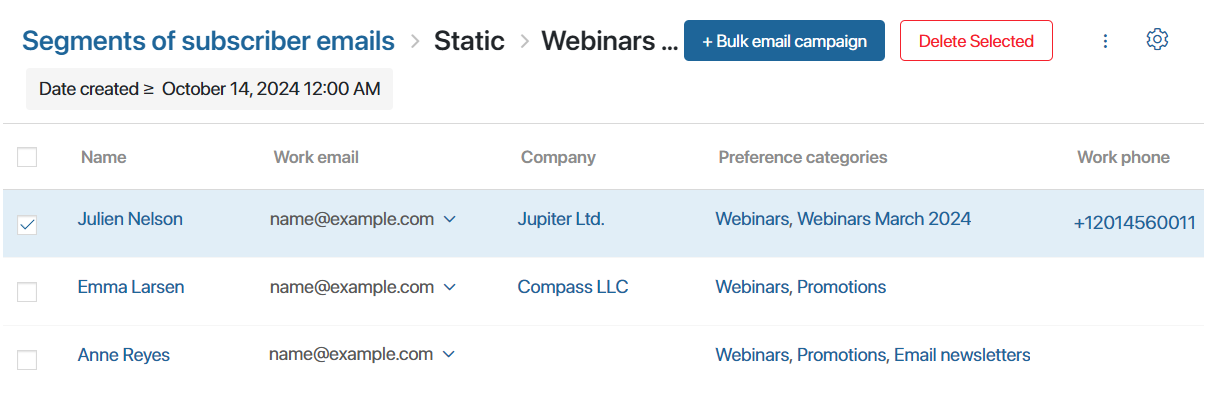 Segments of subscriber emails > Static > Webinars ... + Bulk email campaign Delete Selected
Date created ≥ October 14, 2024 12:00 AM
Name Work email Company Preference categories Work phone
Julien Nelson name@example.com Jupiter Ltd. Webinars, Webinars March 2024 +12014560011
Emma Larsen name@example.com Compass LLC Webinars, Promotions
Anne Reyes name@example.com Webinars, Promotions, Email newsletters